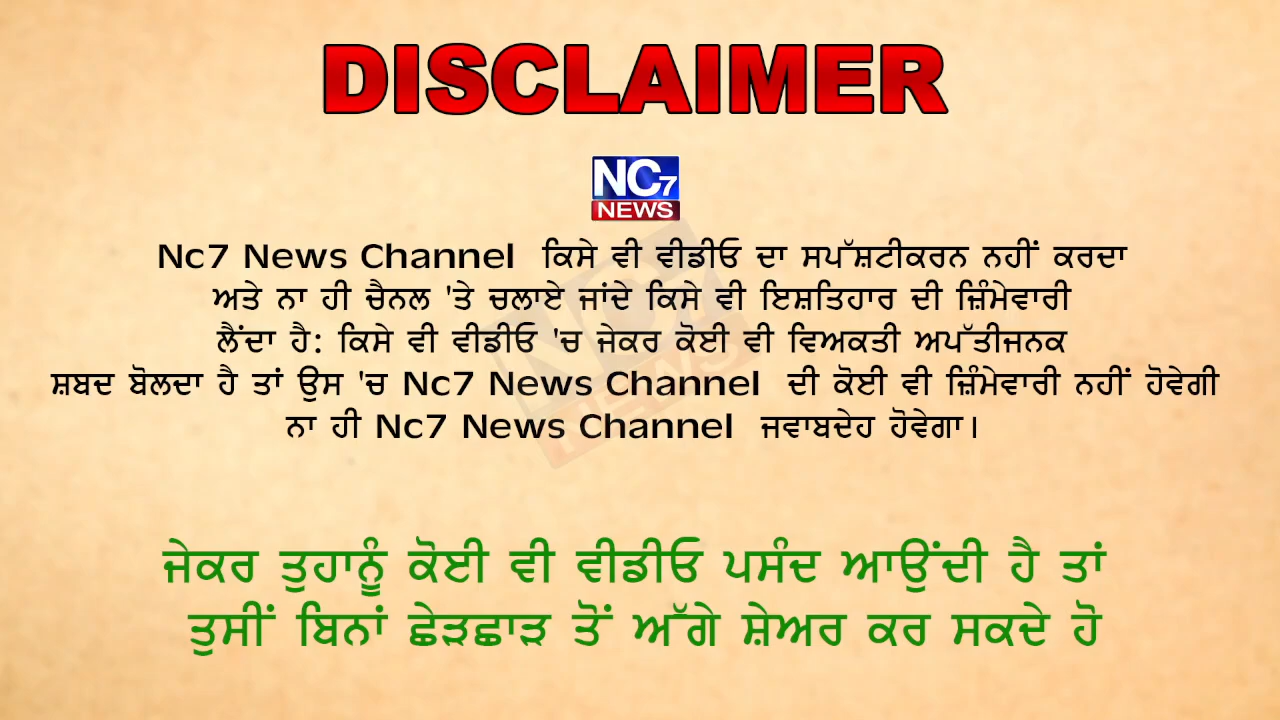 DISCLAIMER
NC7
NEWS
Nc7 News Channel ਕਿਸੇ ਵੀ ਵੀਡੀਓ ਦਾ ਸਪੱਸ਼ਟੀਕਰਨ ਨਹੀਂ ਕਰਦਾ
ਅਤੇ ਨਾ ਹੀ ਚੈਨਲ 'ਤੇ ਚਲਾਏ ਜਾਂਦੇ ਕਿਸੇ ਵੀ ਇਸ਼ਤਿਹਾਰ ਦੀ ਜ਼ਿੰਮੇਵਾਰੀ
ਲੈਂਦਾ ਹੈ: ਕਿਸੇ ਵੀ ਵੀਡੀਓ 'ਚ ਜੇਕਰ ਕੋਈ ਵੀ ਵਿਅਕਤੀ ਅਪੱਤੀਜਨਕ
ਸ਼ਬਦ ਬੋਲਦਾ ਹੈ ਤਾਂ ਉਸ 'ਚ Nc7 News Channel ਦੀ ਕੋਈ ਵੀ ਜ਼ਿੰਮੇਵਾਰੀ ਨਹੀਂ ਹੋਵੇਗੀ
ਨਾ ਹੀ Nc7 News Channel ਜਵਾਬਦੇਹ ਹੋਵੇਗਾ।
ਜੇਕਰ ਤੁਹਾਨੂੰ ਕੋਈ ਵੀ ਵੀਡੀਓ ਪਸੰਦ ਆਉਂਦੀ ਹੈ ਤਾਂ
ਤੁਸੀਂ ਬਿਨਾਂ ਛੇੜਛਾੜ ਤੋਂ ਅੱਗੇ ਸ਼ੇਅਰ ਕਰ ਸਕਦੇ ਹੋ